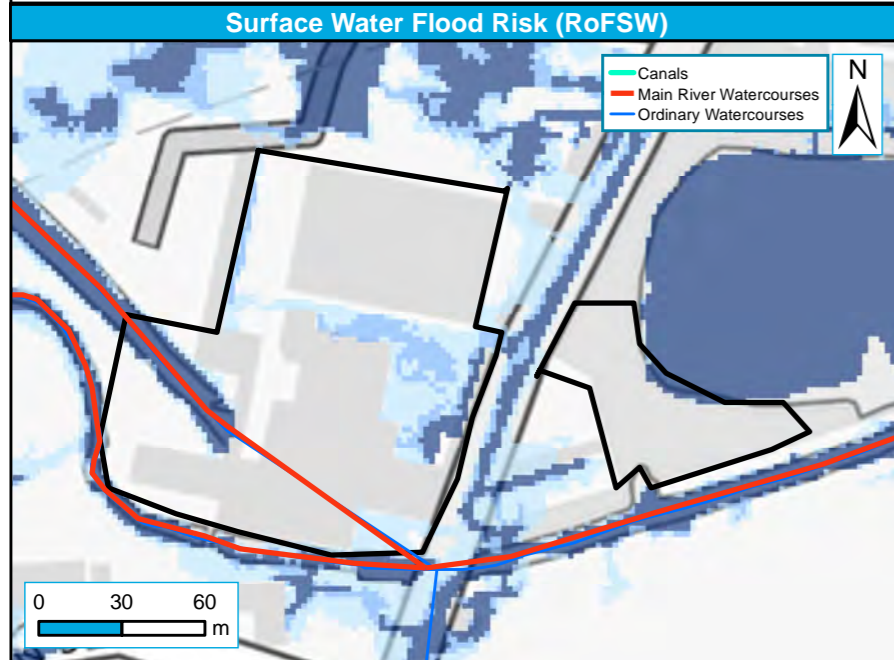 Surface Water Flood Risk (RoFSW)
Canals
Main River Watercourses
Ordinary Watercourses
N
0 30 60
m